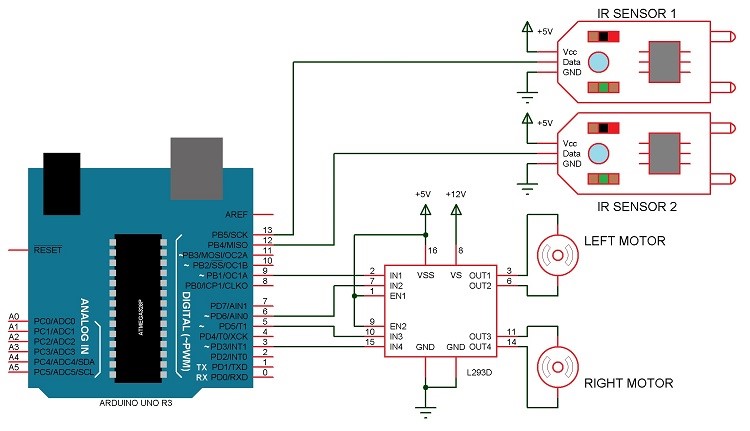 IR SENSOR 1
+5V
Vcc
Data
GND
+5V
Vcc
Data
GND
IR SENSOR 2
AREF
RESET
PB5/SCK 13
PB4/MISO 12
~PB3/MOSI/OC2A 11
~PB2/SS/OC1B 10
~PB1/OC1A 9
PB0/ICP1/CLKO 8
PD7/AIN1 7
~PD6/AIN0 6
~PD5/T1 5
PD4/T0/XCK 4
~PD3/INT1 3
PD2/INT0 2
TX PD1/TXD 1
RX PD0/RXD 0
DIGITAL (~PWM)
ANALOG IN
ATMEGA328P
A0 PC0/ADC0
A1 PC1/ADC1
A2 PC2/ADC2
A3 PC3/ADC3
A4 PC4/ADC4/SDA
A5 PC5/ADC5/SCL
ARDUINO UNO R3
+5V +12V
16 8
VSS VS
2 IN1
7 IN2
1 EN1
9 EN2
10 IN3
15 IN4
OUT1 3
OUT2 6
OUT3 11
OUT4 14
GND GND
L293D
LEFT MOTOR
RIGHT MOTOR